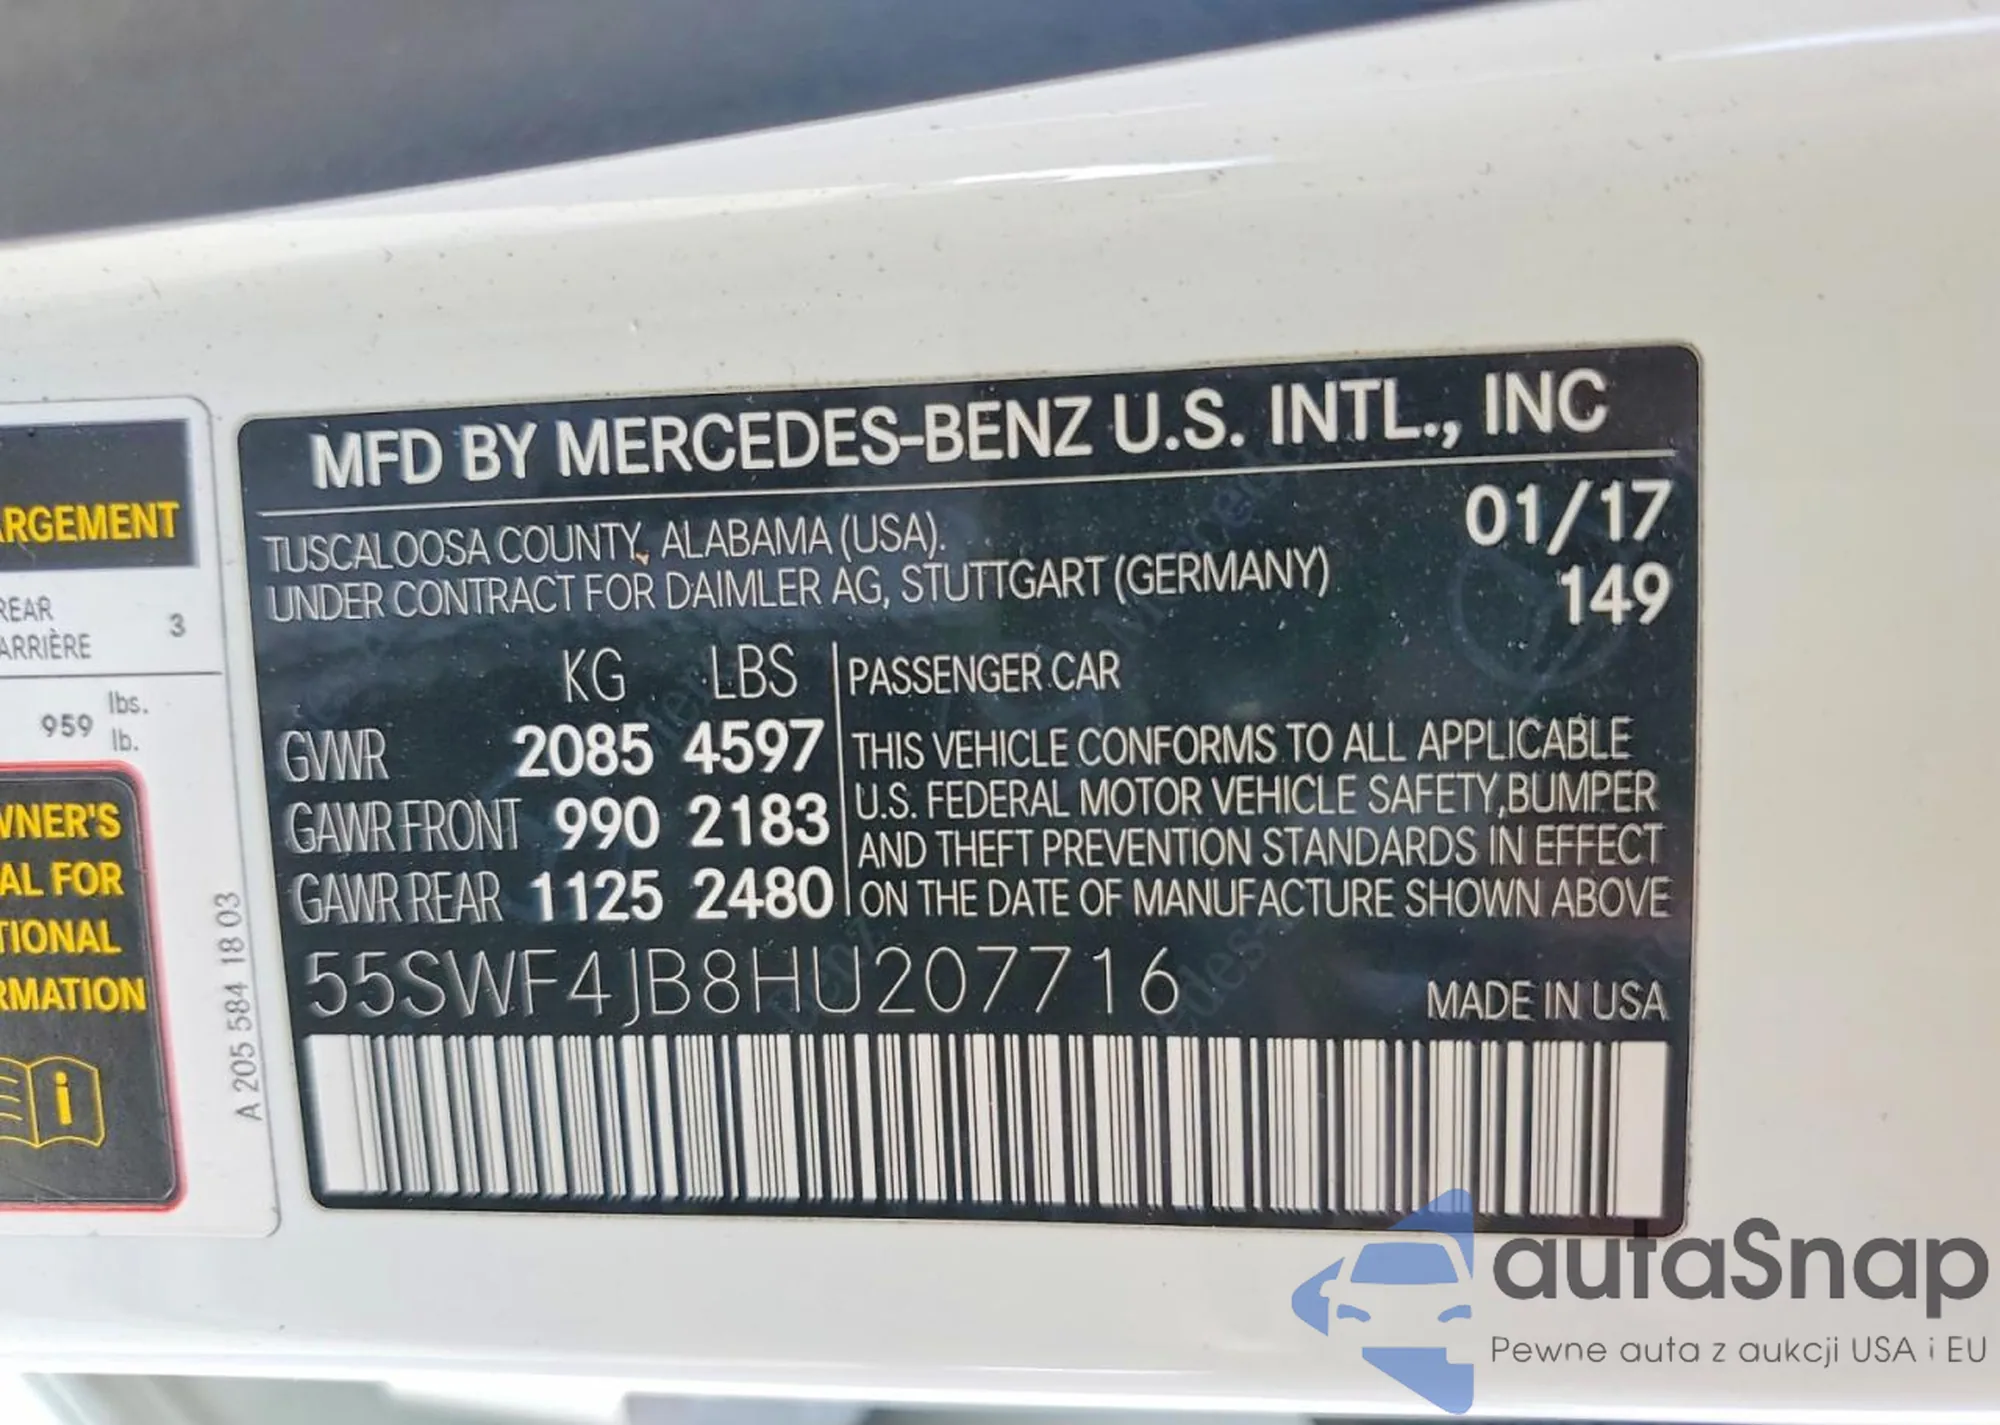 MFD BY MERCEDES-BENZ U.S. INTL., INC
TUSCALOOSA COUNTY, ALABAMA (USA).
UNDER CONTRACT FOR DAIMLER AG, STUTTGART (GERMANY)
01/17
149
KG LBS
GVWR 2085 4597
GAWR FRONT 990 2183
GAWR REAR 1125 2480
PASSENGER CAR
THIS VEHICLE CONFORMS TO ALL APPLICABLE
U.S. FEDERAL MOTOR VEHICLE SAFETY, BUMPER
AND THEFT PREVENTION STANDARDS IN EFFECT
ON THE DATE OF MANUFACTURE SHOWN ABOVE
55SWF4JB8HU207716
MADE IN USA
RGEMENT
REAR
ARRIÈRE 3
959 lbs.
lb.
WNER'S
AL FOR
TIONAL
RMATION
i
A 205 584 18 03
autaSnap
Pewne auta z aukcji USA i EU